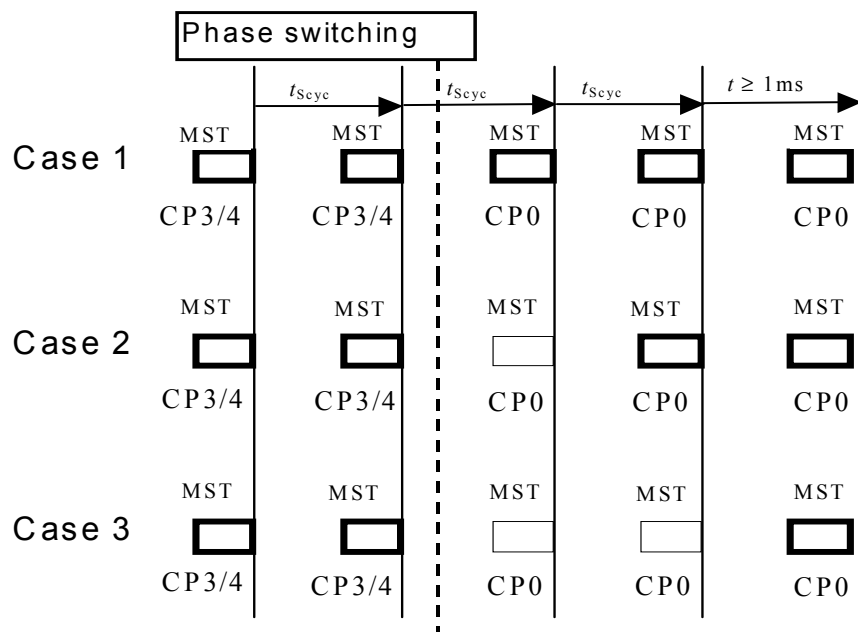 Phase switching
tScyc tScyc tScyc t ≥ 1ms
MST MST MST MST MST
Case 1
CP3/4 CP3/4 CP0 CP0 CP0
MST MST MST MST MST
Case 2
CP3/4 CP3/4 CP0 CP0 CP0
MST MST MST MST MST
Case 3
CP3/4 CP3/4 CP0 CP0 CP0